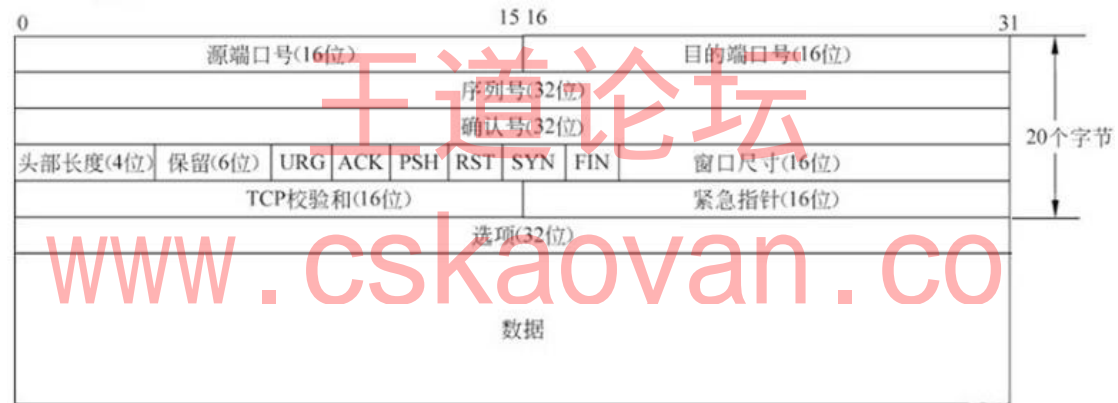 0 15 16 31
源端口号(16位) 目的端口号(16位)
序列号(32位)
确认号(32位)
20个字节
头部长度(4位) 保留(6位) URG ACK PSH RST SYN FIN 窗口尺寸(16位)
TCP校验和(16位) 紧急指针(16位)
选项(32位)
数据
王道论坛
www.cskaoyan.co